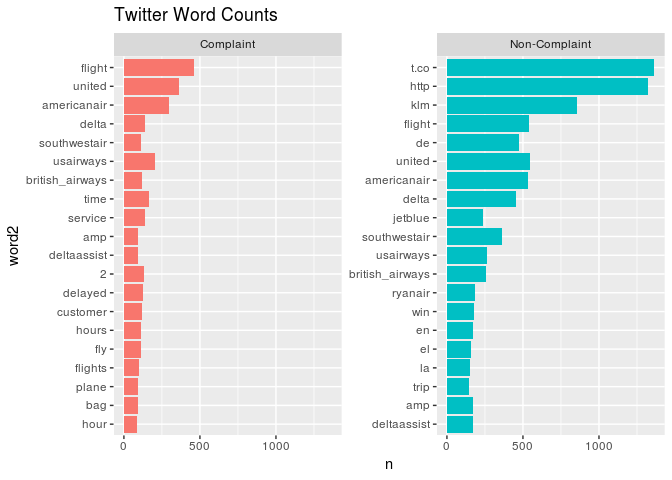 Twitter Word Counts
Complaint
Non-Complaint
word2
flight
united
americanair
delta
southwestair
usairways
british_airways
time
service
amp
deltaassist
2
delayed
customer
hours
fly
flights
plane
bag
hour
0 500 1000
t.co
http
klm
flight
de
united
americanair
delta
jetblue
southwestair
usairways
british_airways
ryanair
win
en
el
la
trip
amp
deltaassist
0 500 1000
n